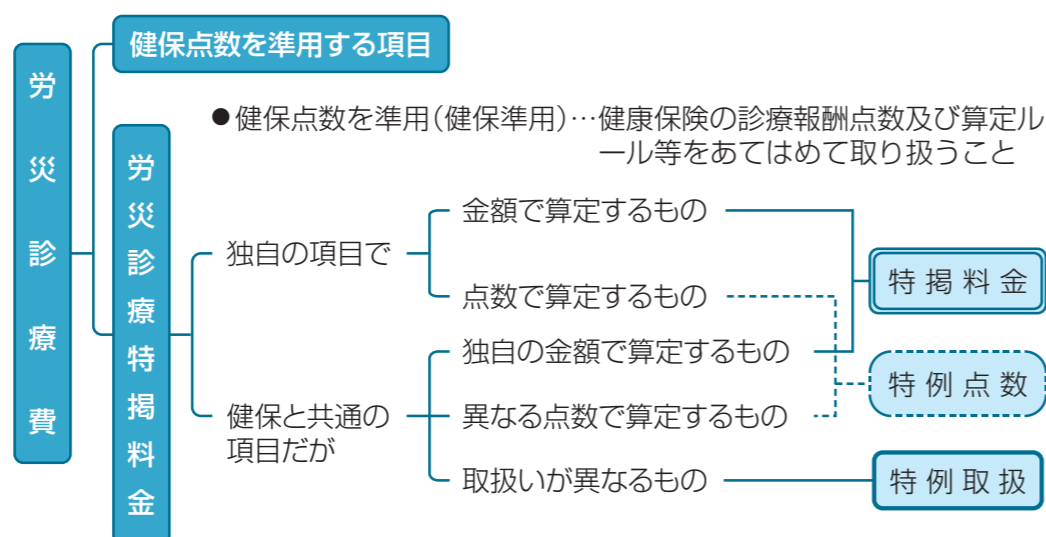 労災診療費
健保点数を準用する項目
●健保点数を準用(健保準用)…健康保険の診療報酬点数及び算定ル
ール等をあてはめて取り扱うこと
労災診療特掲料金
独自の項目で
金額で算定するもの
点数で算定するもの
健保と共通の
項目だが
独自の金額で算定するもの
異なる点数で算定するもの
取扱いが異なるもの
特掲料金
特例点数
特例取扱